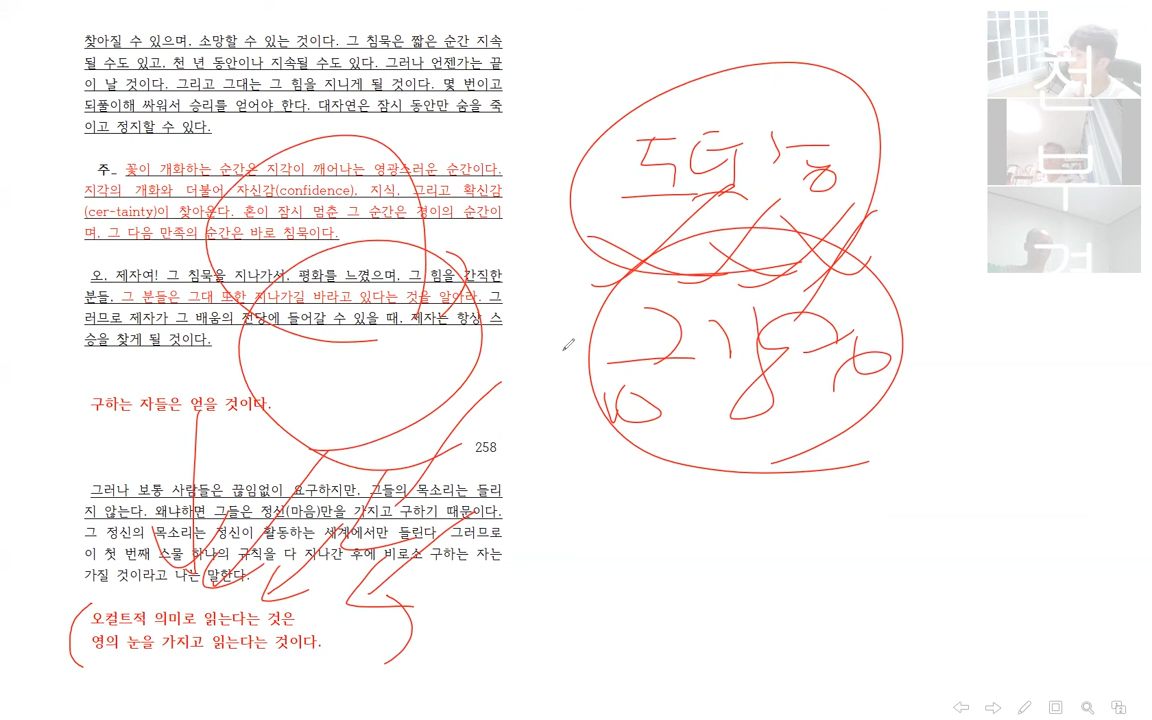 찾아질 수 있으며, 소망할 수 있는 것이다. 그 침묵은 짧은 순간 지속
될 수도 있고, 천 년 동안이나 지속될 수도 있다. 그러나 언젠가는 끝
이 날 것이다. 그리고 그대는 그 힘을 지니게 될 것이다. 몇 번이고
되풀이해 싸워서 승리를 얻어야 한다. 대자연은 잠시 동안만 숨을 죽
이고 정지할 수 있다.
주_ 꽃이 개화하는 순간은 지각이 깨어나는 영광스러운 순간이다.
지각의 개화와 더불어 자신감(confidence), 지식, 그리고 확신감
(cer-tainty)이 찾아온다. 혼이 잠시 멈춘 그 순간은 경이의 순간이
며, 그 다음 만족의 순간은 바로 침묵이다.
오, 제자여! 그 침묵을 지나가서, 평화를 느꼈으며, 그 힘을 간직한
분들, 그 분들은 그대 또한 지나가길 바라고 있다는 것을 알아라. 그
러므로 제자가 그 배움의 전당에 들어갈 수 있을 때, 제자는 항상 스
승을 찾게 될 것이다.
구하는 자들은 얻을 것이다.
258
그러나 보통 사람들은 끊임없이 요구하지만, 그들의 목소리는 들리
지 않는다. 왜냐하면 그들은 정신(마음)만을 가지고 구하기 때문이다.
그 정신의 목소리는 정신이 활동하는 세계에서만 들린다. 그러므로
이 첫 번째 스물 하나의 규칙을 다 지나간 후에 비로소 구하는 자는
가질 것이라고 나는 말한다.
오컬트적 의미로 읽는다는 것은
영의 눈을 가지고 읽는다는 것이다.